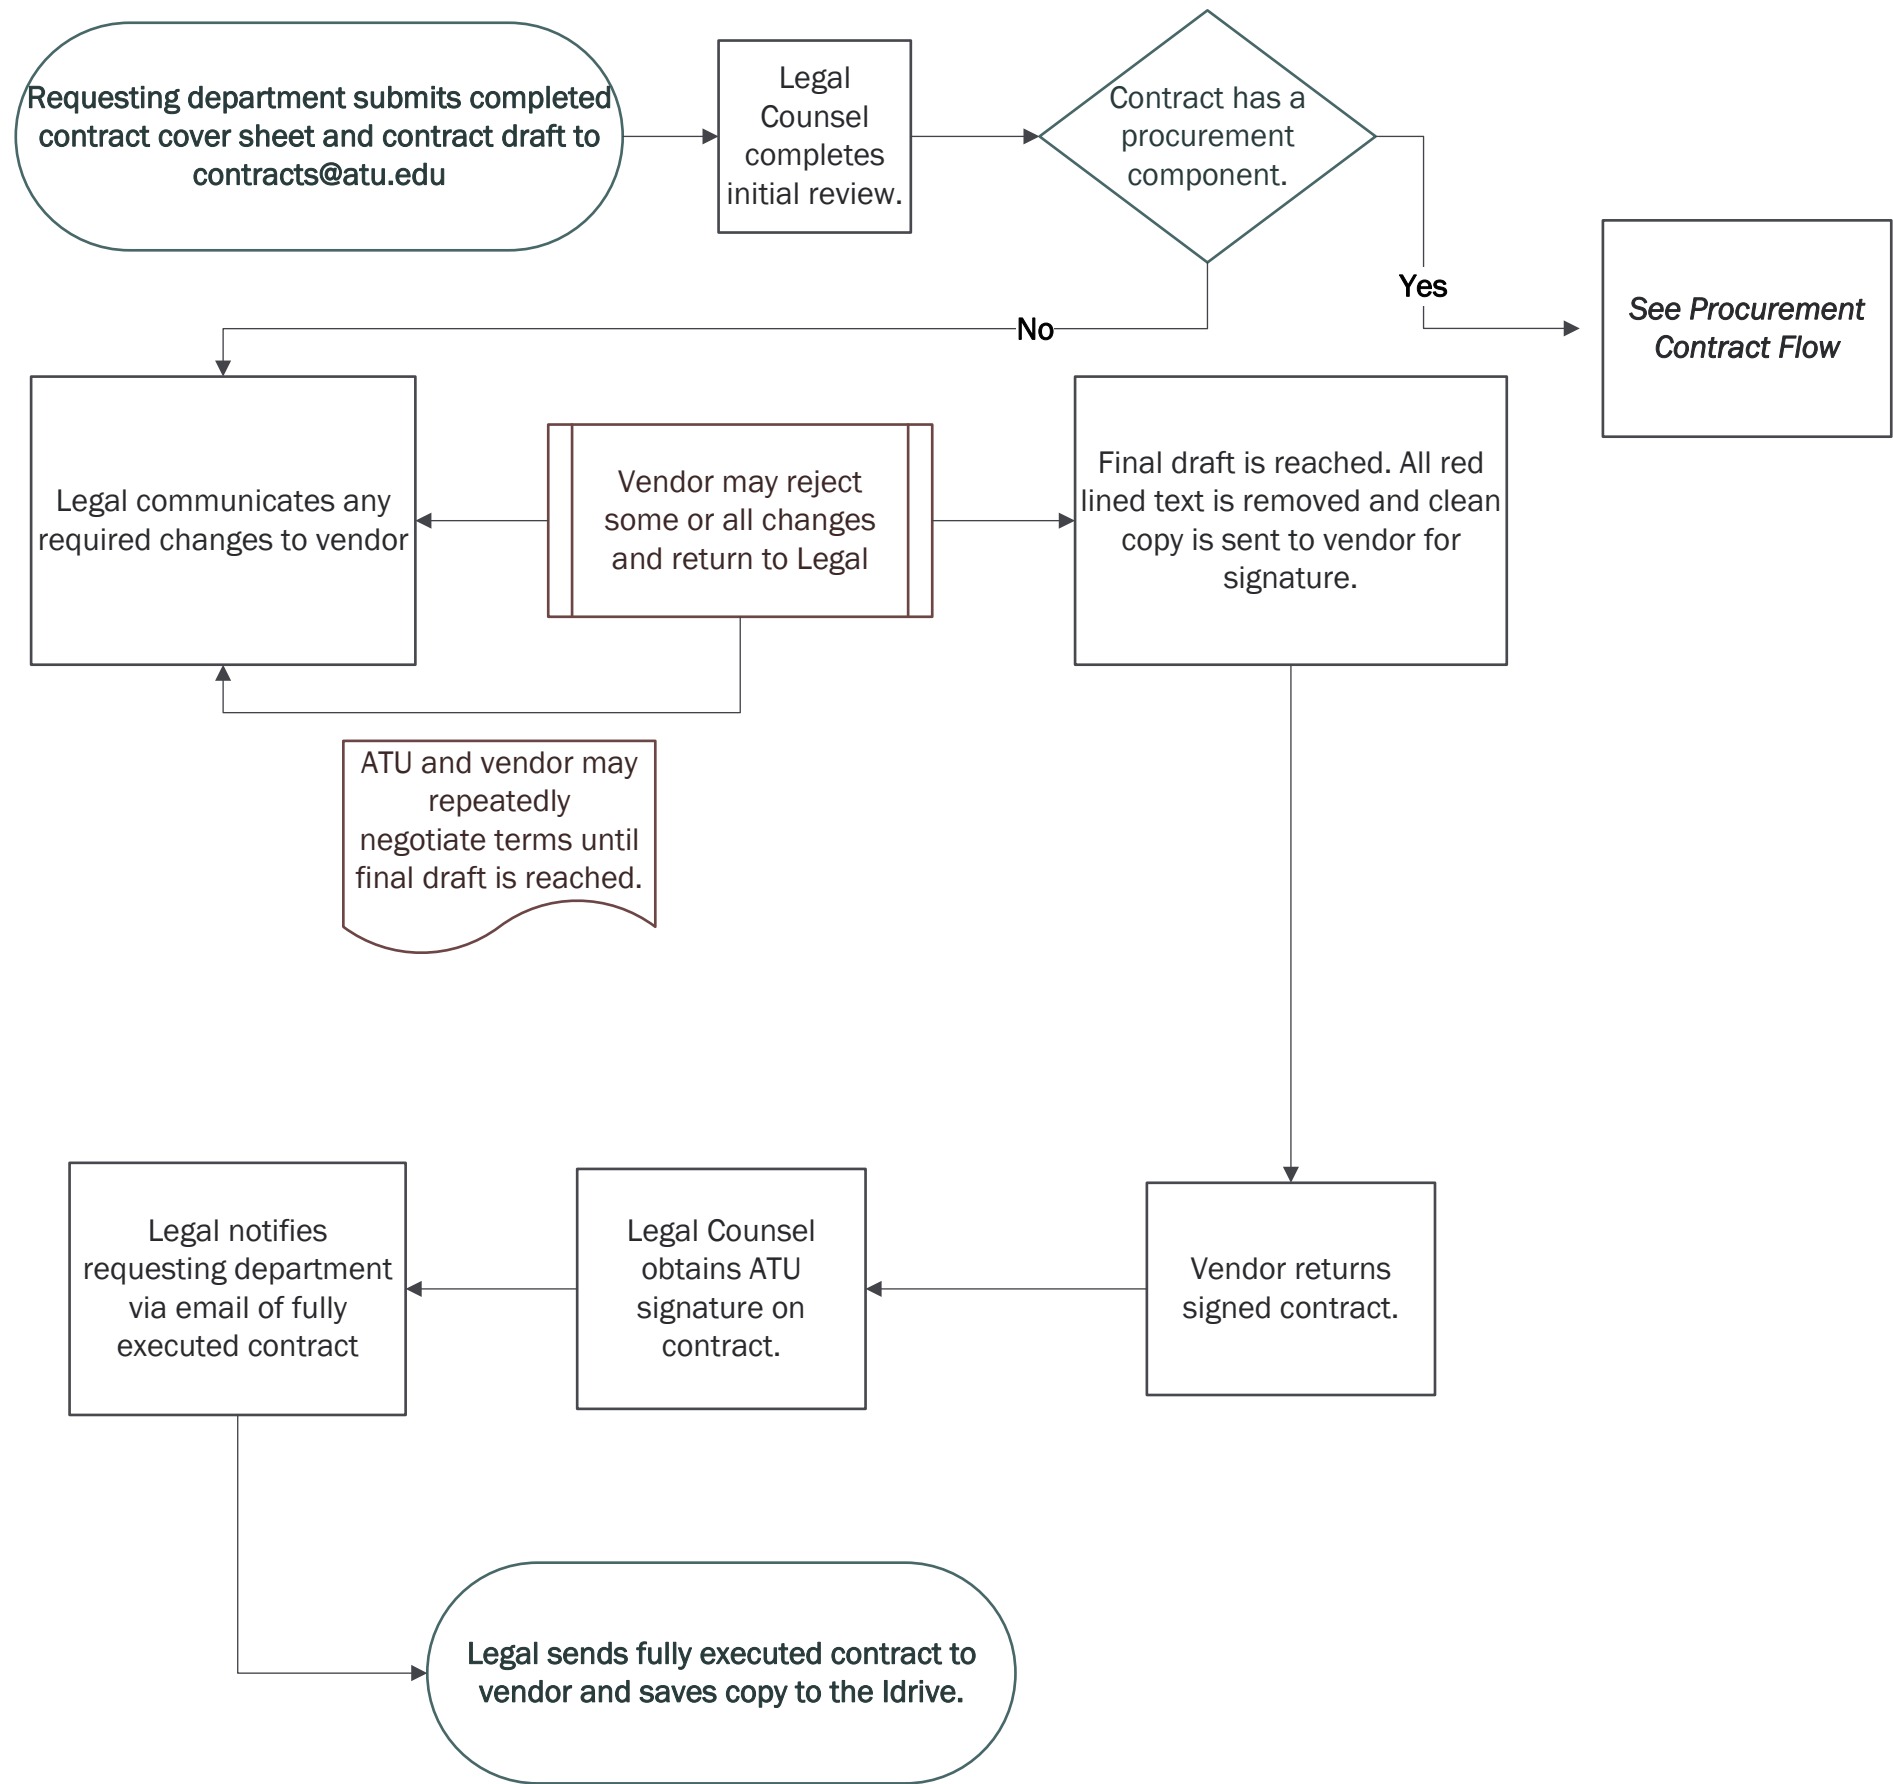 Requesting department submits completed
contract cover sheet and contract draft to
contracts@atu.edu
Legal
Counsel
completes
initial review.
Contract has a
procurement
component.
Yes
See Procurement
Contract Flow
No
Legal communicates any
required changes to vendor
Vendor may reject
some or all changes
and return to Legal
Final draft is reached. All red
lined text is removed and clean
copy is sent to vendor for
signature.
ATU and vendor may
repeatedly
negotiate terms until
final draft is reached.
Legal notifies
requesting department
via email of fully
executed contract
Legal Counsel
obtains ATU
signature on
contract.
Vendor returns
signed contract.
Legal sends fully executed contract to
vendor and saves copy to the Idrive.